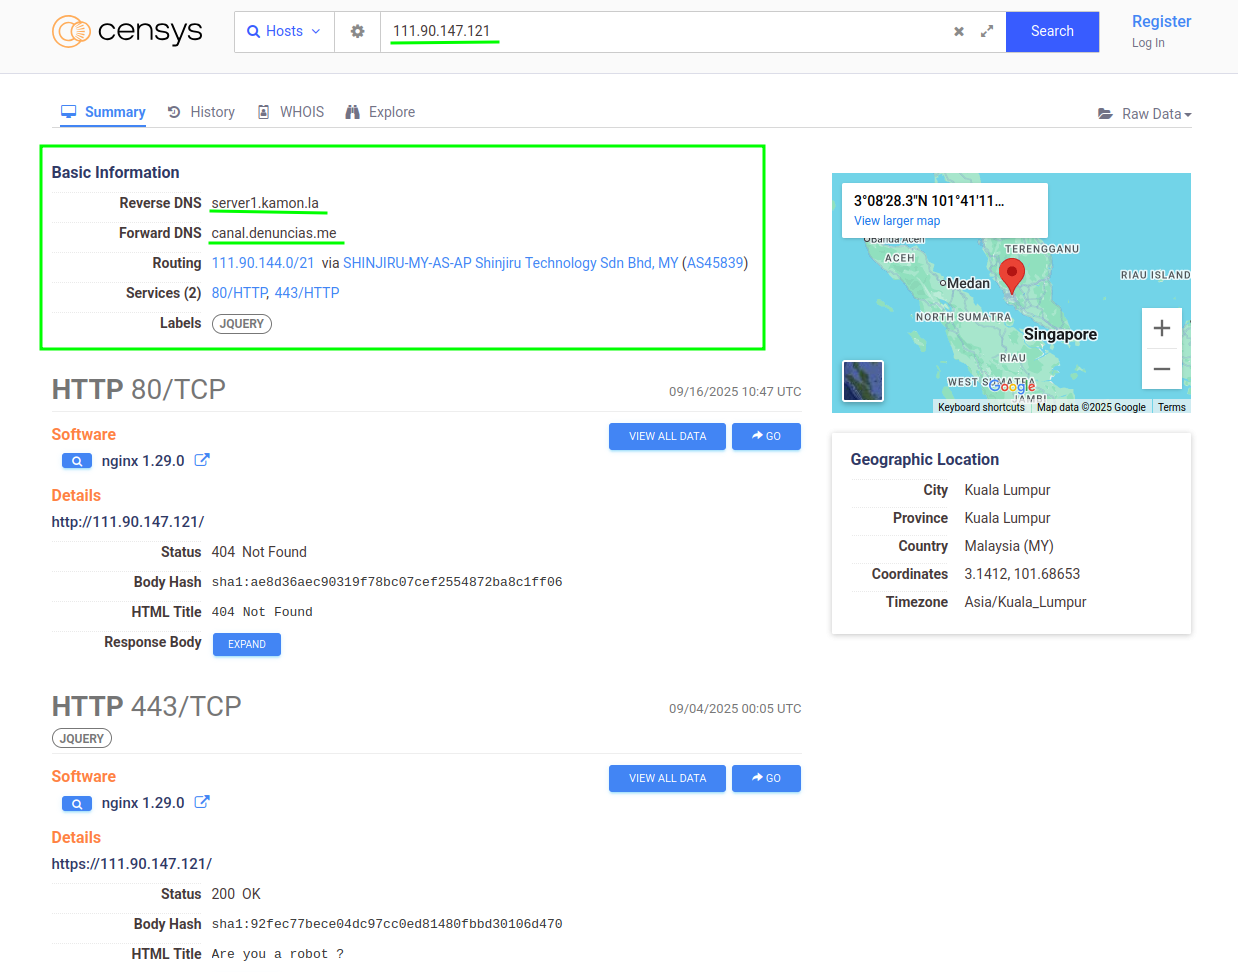 censys
Hosts
111.90.147.121
Search
Register
Log In
Summary
History
WHOIS
Explore
Raw Data
Basic Information
Reverse DNS server1.kamon.la
Forward DNS canal.denuncias.me
Routing 111.90.144.0/21 via SHINJIRU-MY-AS-AP Shinjiru Technology Sdn Bhd, MY (AS45839)
Services (2) 80/HTTP, 443/HTTP
Labels JQUERY
HTTP 80/TCP
09/16/2025 10:47 UTC
Software
VIEW ALL DATA
GO
nginx 1.29.0
Details
http://111.90.147.121/
Status 404 Not Found
Body Hash sha1:ae8d36aec90319f78bc07cef2554872ba8c1ff06
HTML Title 404 Not Found
Response Body EXPAND
HTTP 443/TCP
09/04/2025 00:05 UTC
JQUERY
Software
VIEW ALL DATA
GO
nginx 1.29.0
Details
https://111.90.147.121/
Status 200 OK
Body Hash sha1:92fec77bece04dc97cc0ed81480fbbd30106d470
HTML Title Are you a robot ?
3°08'28.3"N 101°41'11...
View larger map
Banda Aceh
ACEH
TERENGGANU
Medan
RIAU ISLAND
NORTH SUMATRA
Singapore
RIAU
WEST SUMATRA
Google
JAMBI
Keyboard shortcuts
Map data ©2025 Google
Terms
Geographic Location
City Kuala Lumpur
Province Kuala Lumpur
Country Malaysia (MY)
Coordinates 3.1412, 101.68653
Timezone Asia/Kuala_Lumpur